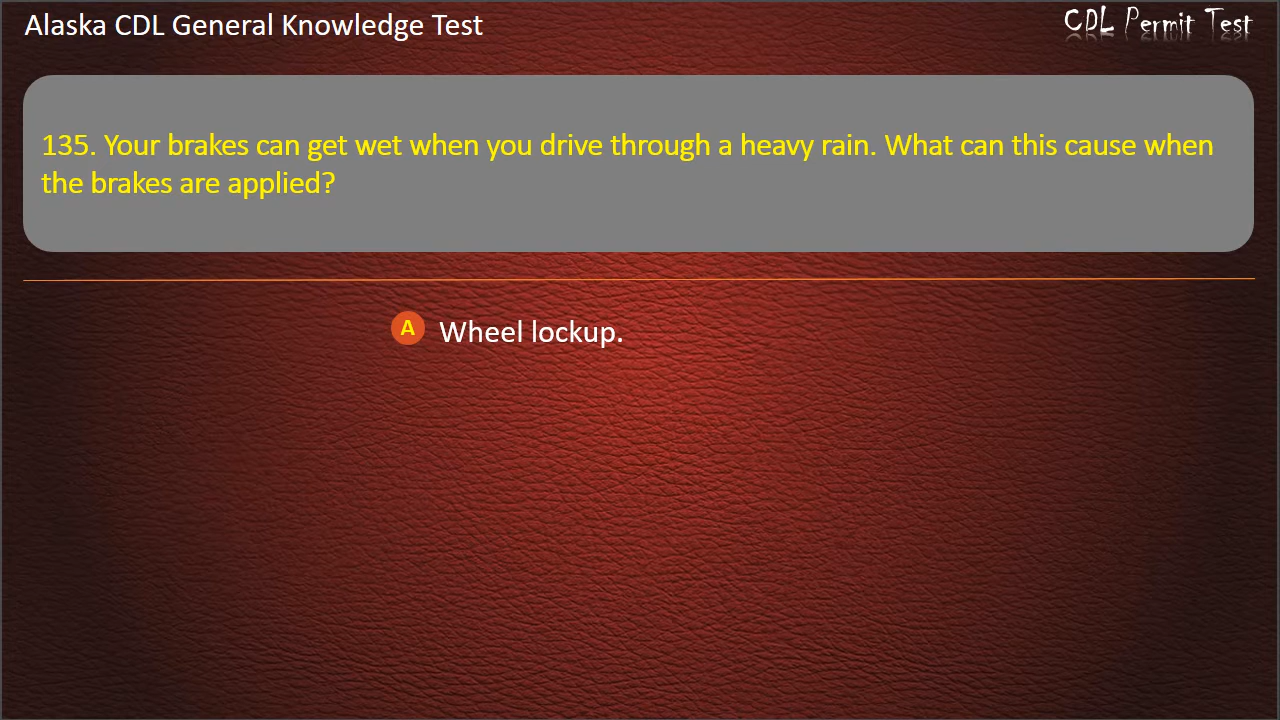 Alaska CDL General Knowledge Test
CDL Permit Test
135. Your brakes can get wet when you drive through a heavy rain. What can this cause when
the brakes are applied?
A Wheel lockup.